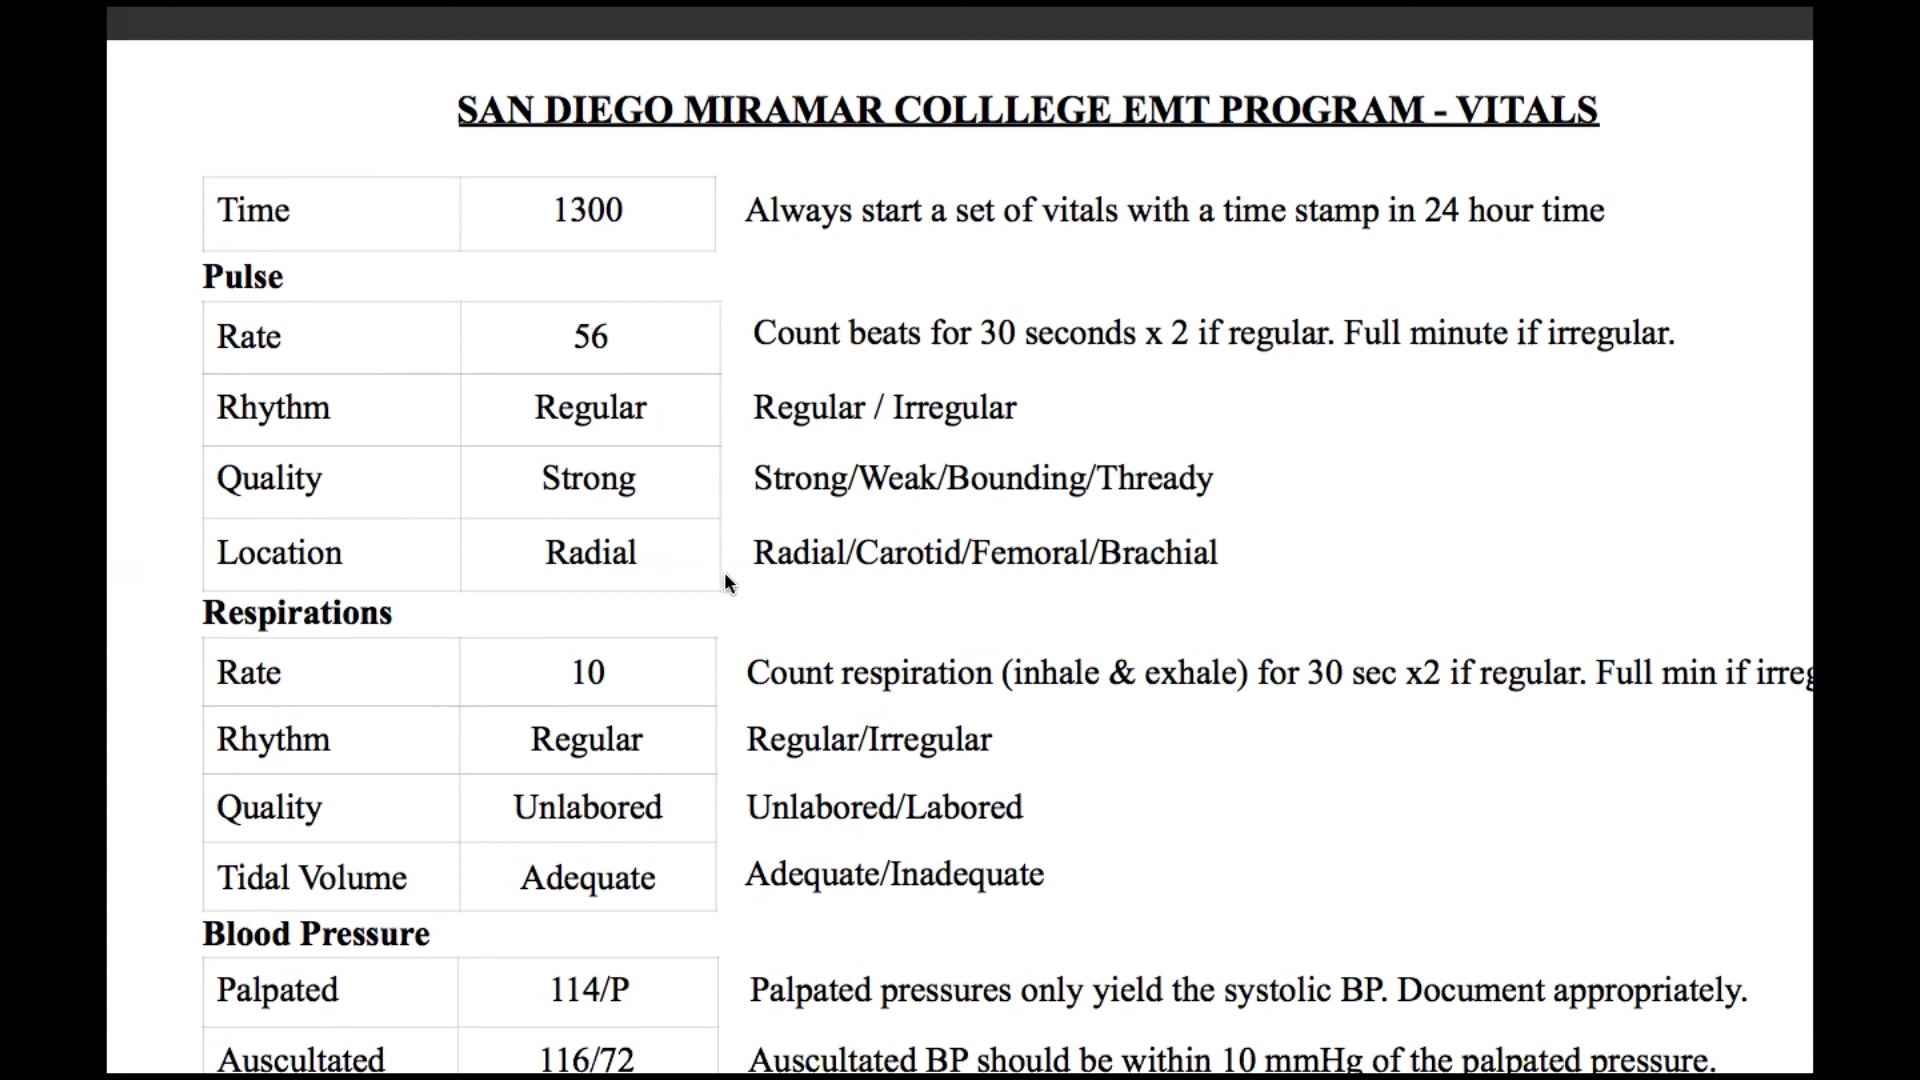 SAN DIEGO MIRAMAR COLLLEGE EMT PROGRAM - VITALS
Time 1300 Always start a set of vitals with a time stamp in 24 hour time
Pulse
Rate 56 Count beats for 30 seconds x 2 if regular. Full minute if irregular.
Rhythm Regular Regular / Irregular
Quality Strong Strong/Weak/Bounding/Thready
Location Radial Radial/Carotid/Femoral/Brachial
Respirations
Rate 10 Count respiration (inhale & exhale) for 30 sec x2 if regular. Full min if irreg
Rhythm Regular Regular/Irregular
Quality Unlabored Unlabored/Labored
Tidal Volume Adequate Adequate/Inadequate
Blood Pressure
Palpated 114/P Palpated pressures only yield the systolic BP. Document appropriately.
Auscultated 116/72 Auscultated BP should be within 10 mmHg of the palpated pressure.